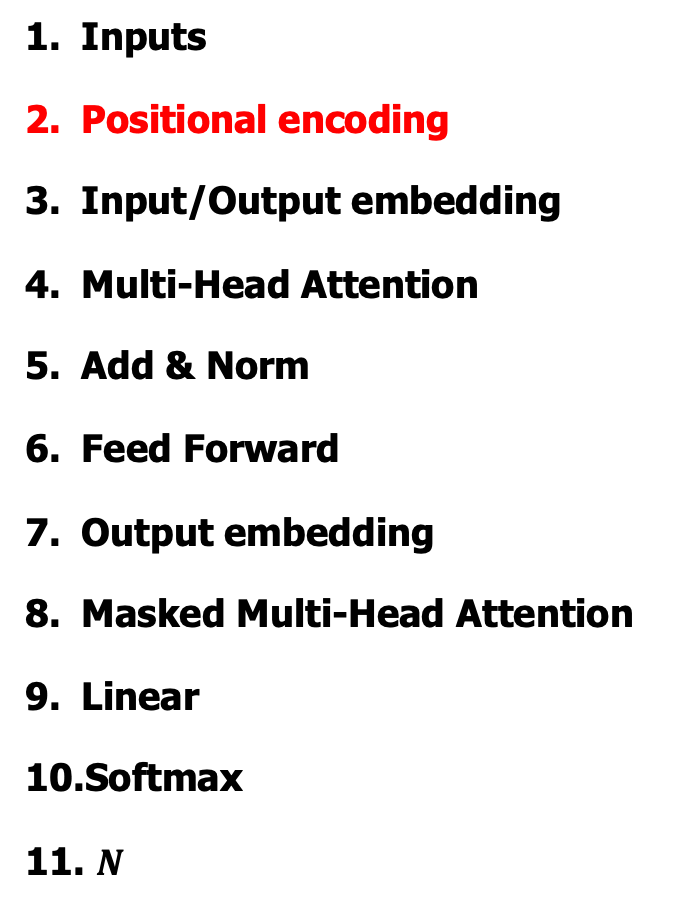 1. Inputs
2. Positional encoding
3. Input/Output embedding
4. Multi-Head Attention
5. Add & Norm
6. Feed Forward
7. Output embedding
8. Masked Multi-Head Attention
9. Linear
10.Softmax
11. N